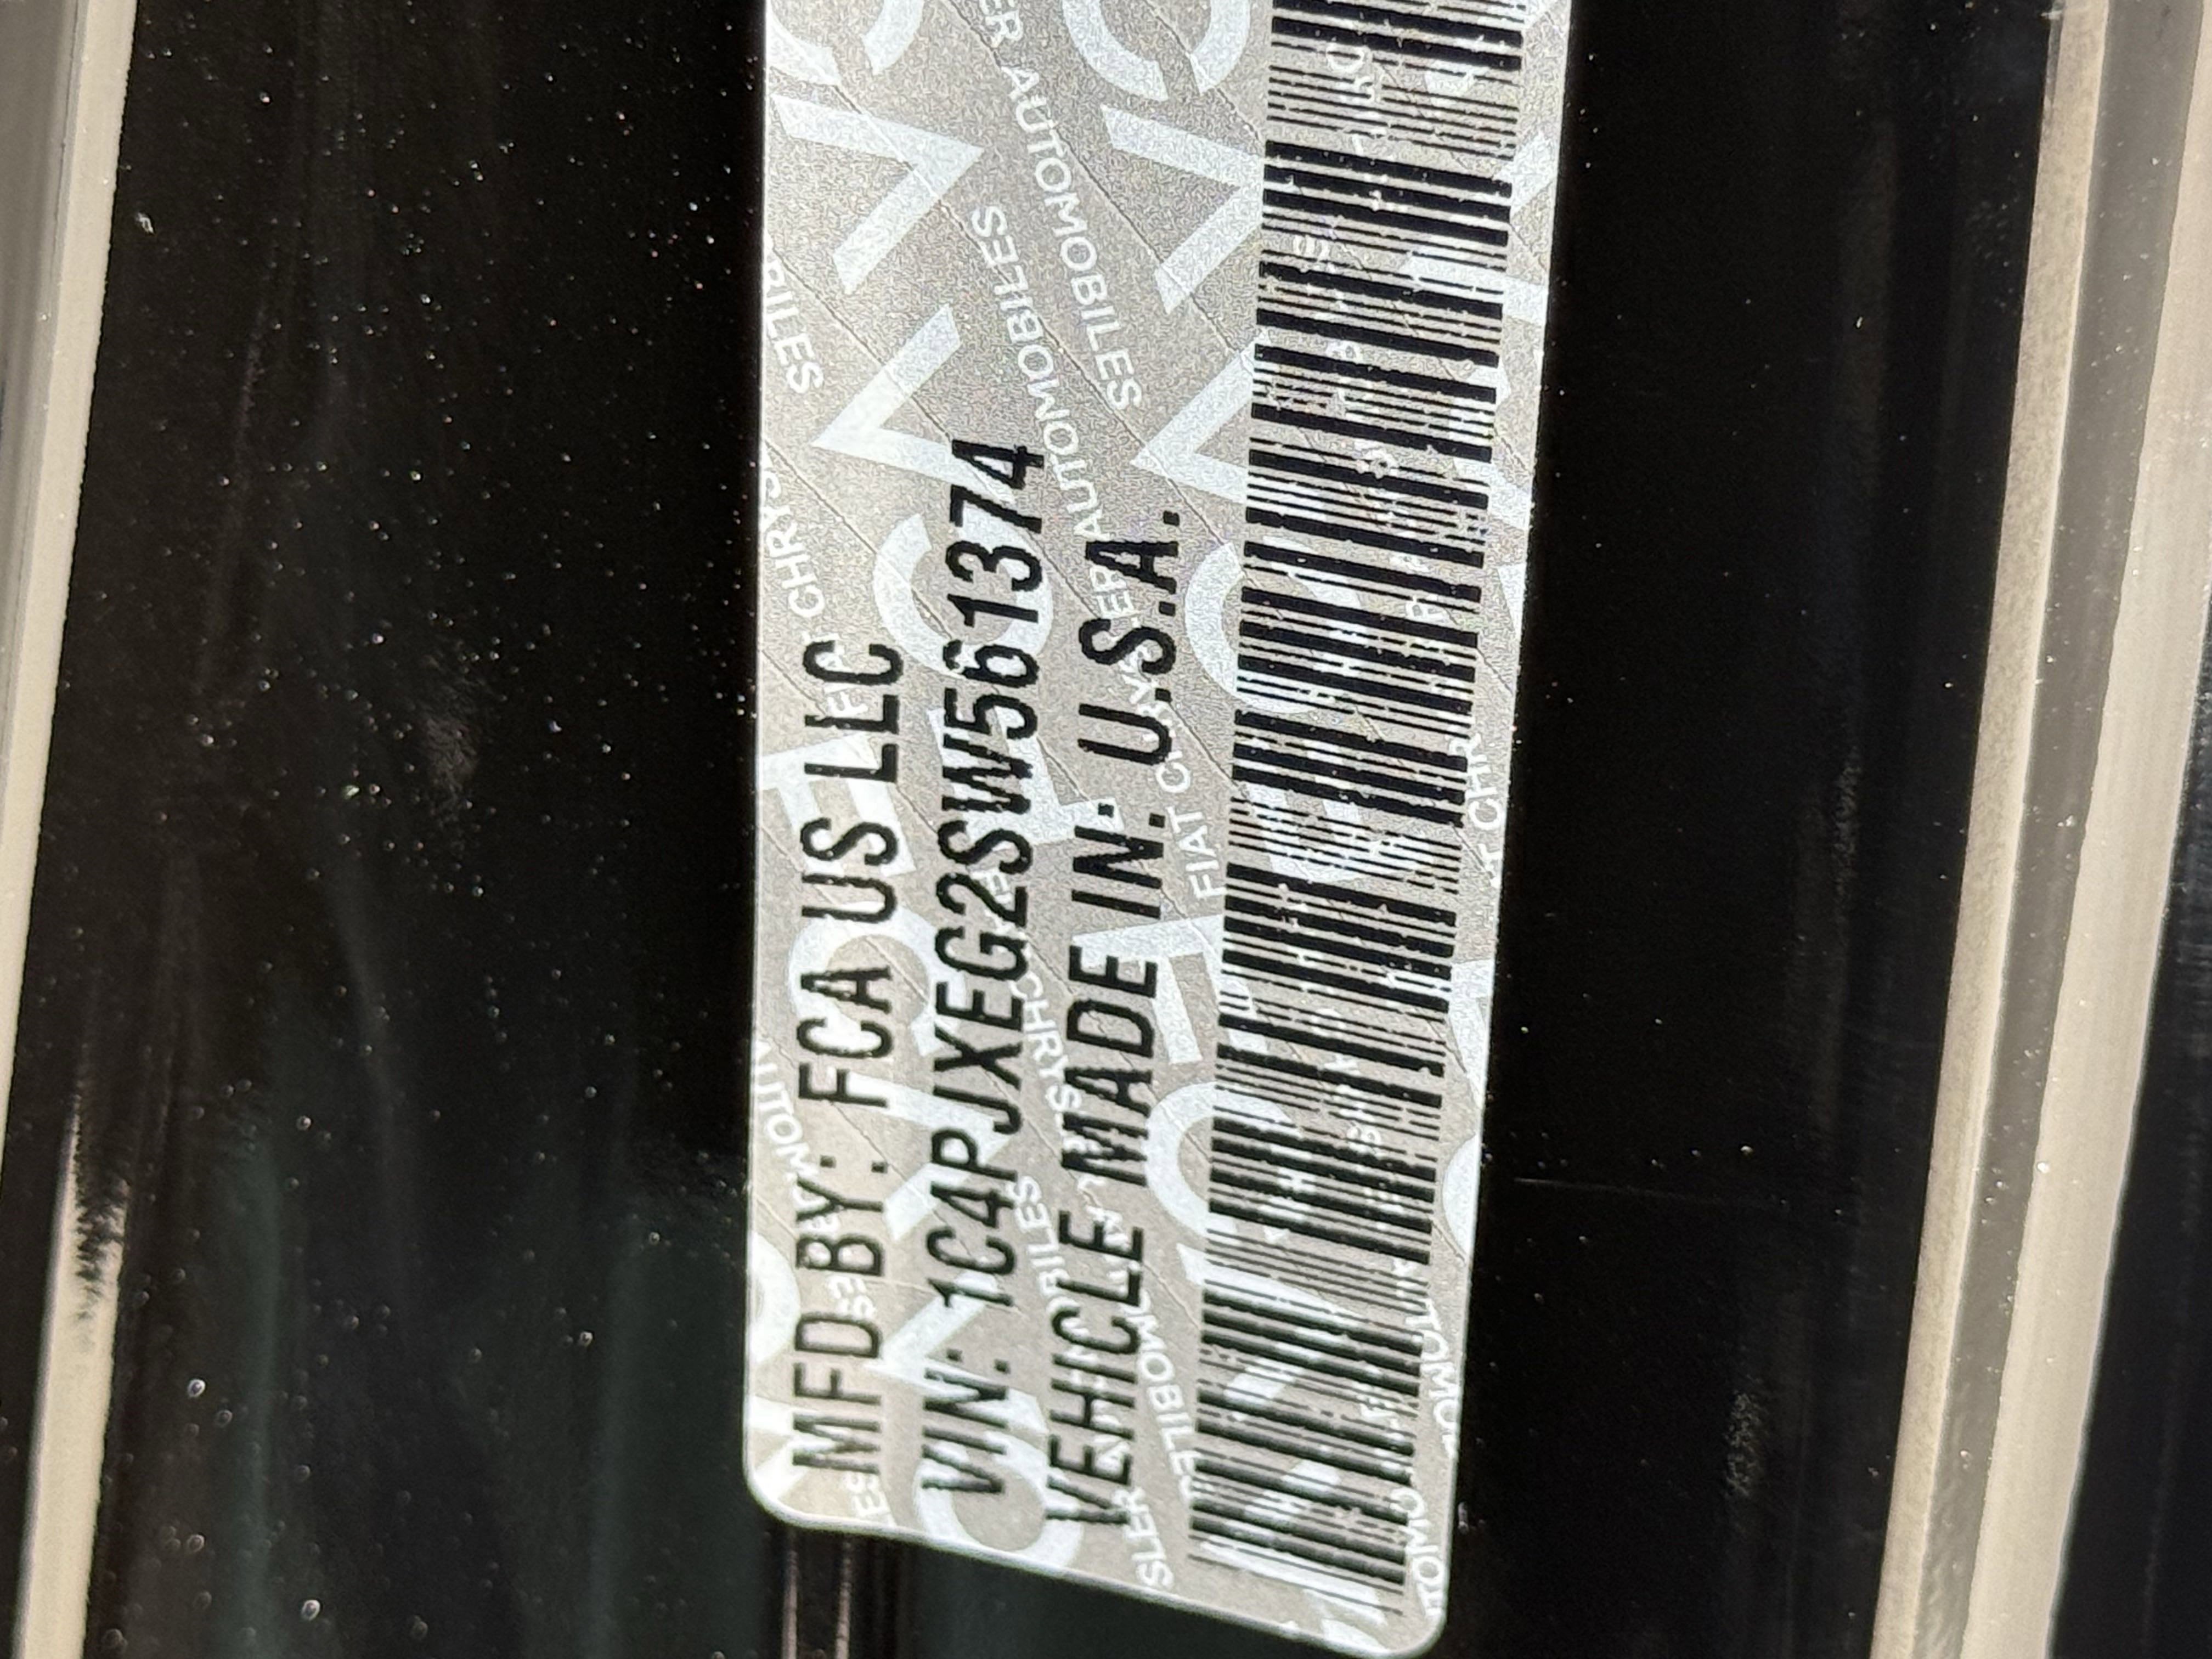 MFD BY: FCA US LLC
VIN: 1C4PJXEG2SW561374
VEHICLE MADE IN: U.S.A.